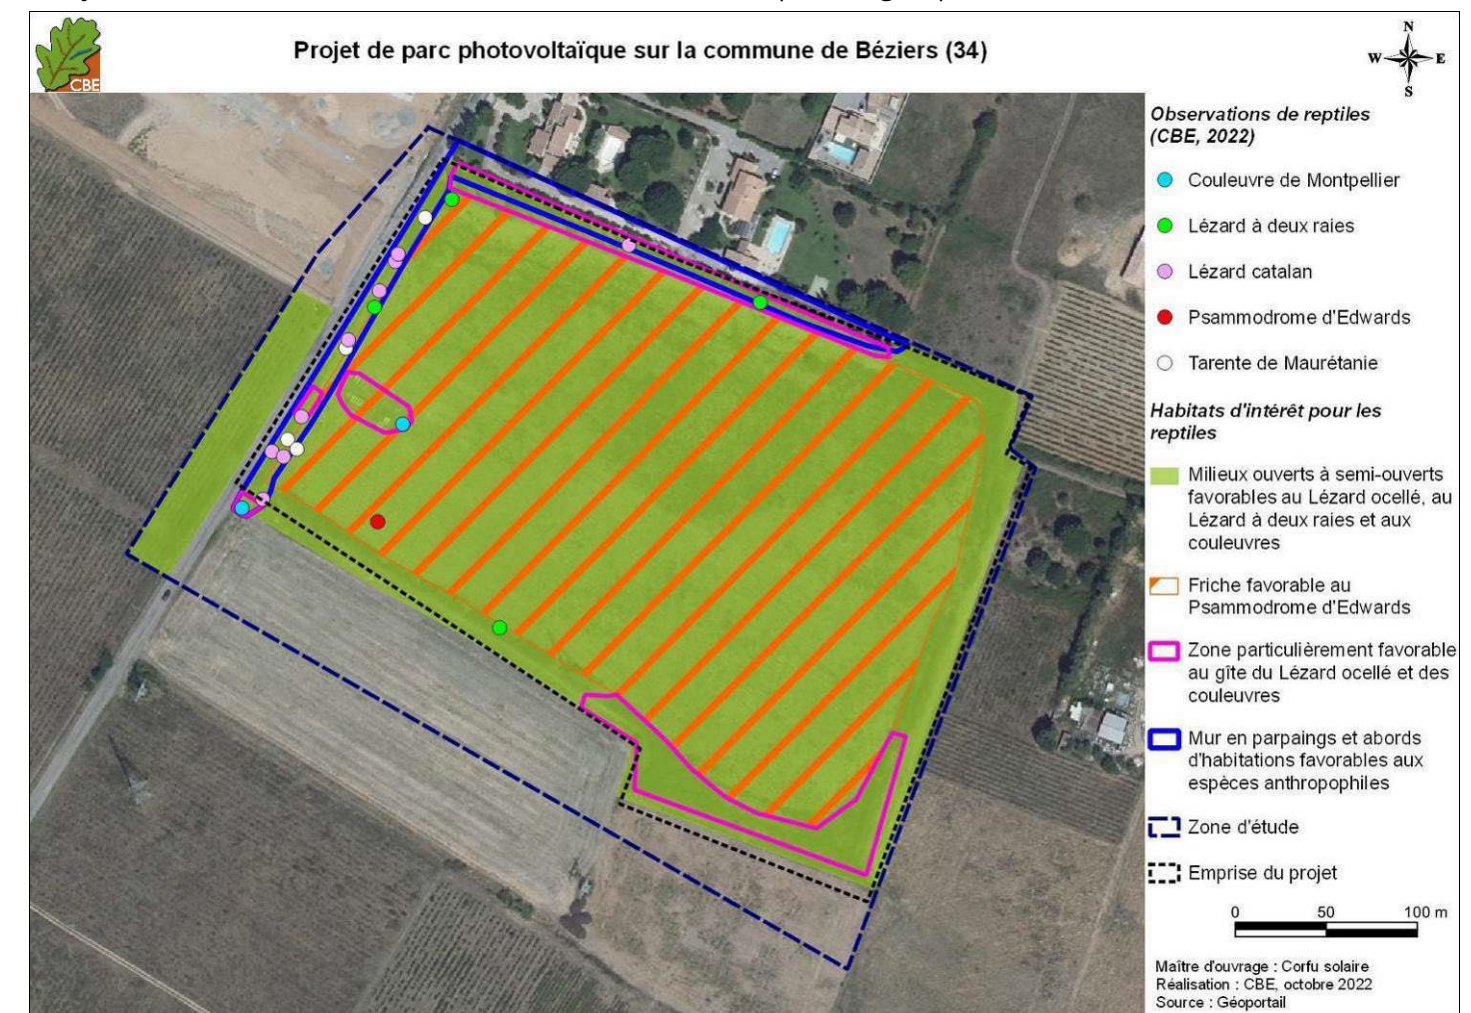 CBE
Projet de parc photovoltaïque sur la commune de Béziers (34)
N
W E
S
Observations de reptiles
(CBE, 2022)
Couleuvre de Montpellier
Lézard à deux raies
Lézard catalan
Psammodrome d'Edwards
Tarente de Maurétanie
Habitats d'intérêt pour les
reptiles
Milieux ouverts à semi-ouverts
favorables au Lézard ocellé, au
Lézard à deux raies et aux
couleuvres
Friche favorable au
Psammodrome d'Edwards
Zone particulièrement favorable
au gîte du Lézard ocellé et des
couleuvres
Mur en parpaings et abords
d'habitations favorables aux
espèces anthropophiles
Zone d'étude
Emprise du projet
0 50 100 m
Maître d'ouvrage : Corfu solaire
Réalisation : CBE, octobre 2022
Source : Géoportail